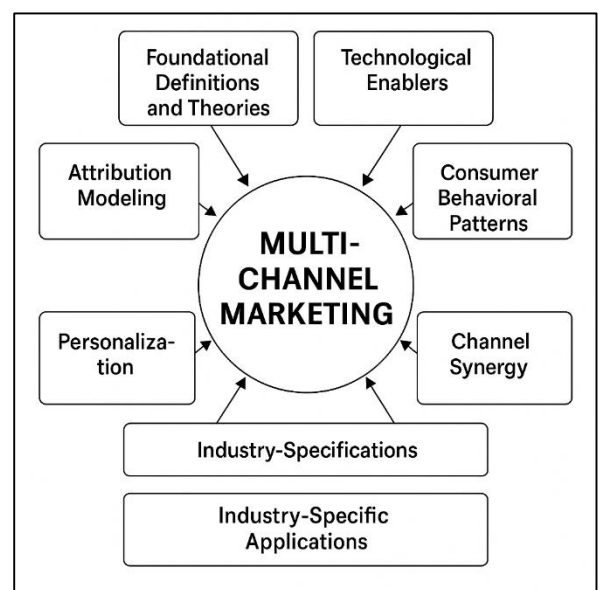 Foundational
Definitions
and Theories
Technological
Enablers
Attribution
Modeling
Consumer
Behavioral
Patterns
MULTI-
CHANNEL
MARKETING
Personaliza-
tion
Channel
Synergy
Industry-Specifications
Industry-Specific
Applications